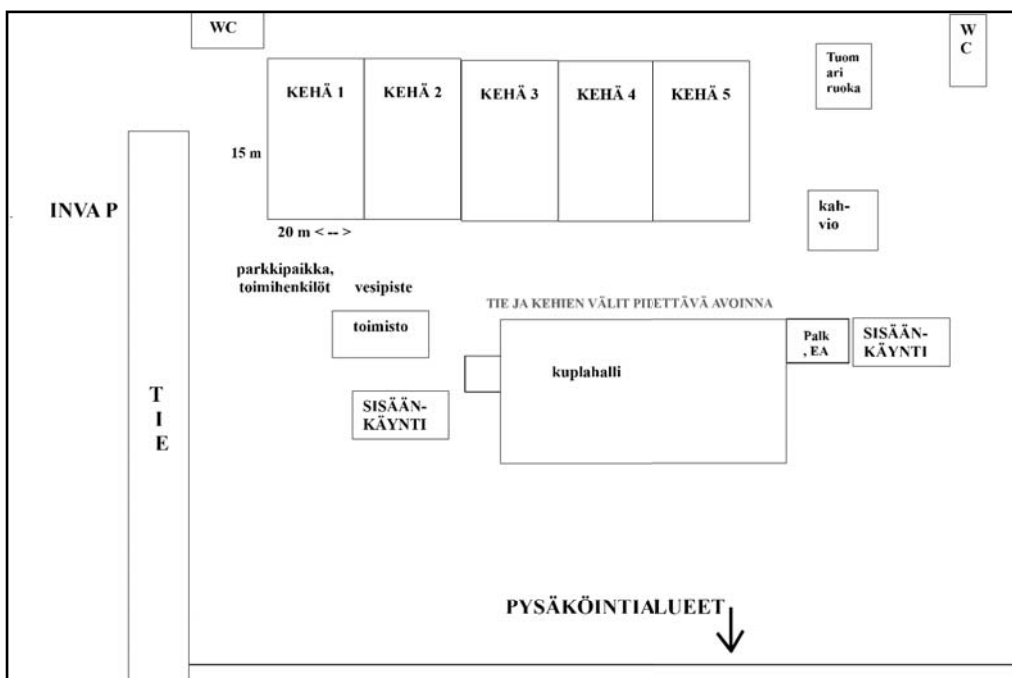 WC
W
C
Tuom
ari
ruoka
KEHÄ 1
KEHÄ 2
KEHÄ 3
KEHÄ 4
KEHÄ 5
15 m
INVA P
kah-
vio
20 m < -- >
parkkipaikka,
toimihenkilöt
vesipiste
TIE JA KEHIEN VÄLIT PIDETTÄVÄ AVOINNA
toimisto
Palk
, EA
SISÄÄN-
KÄYNTI
kuplahalli
T
I
E
SISÄÄN-
KÄYNTI
PYSÄKÖINTIALUEET